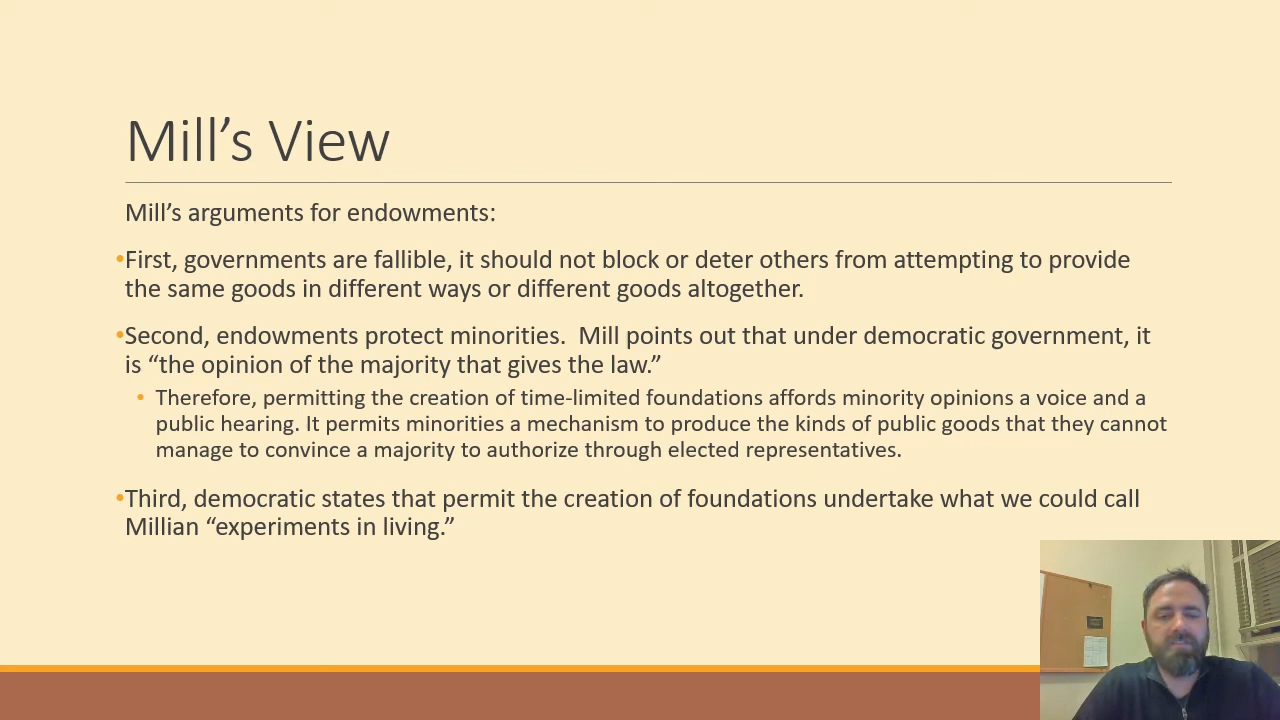 Mill’s View
Mill’s arguments for endowments:
•First, governments are fallible, it should not block or deter others from attempting to provide
the same goods in different ways or different goods altogether.
•Second, endowments protect minorities.  Mill points out that under democratic government, it
is “the opinion of the majority that gives the law.”
• Therefore, permitting the creation of time-limited foundations affords minority opinions a voice and a
public hearing. It permits minorities a mechanism to produce the kinds of public goods that they cannot
manage to convince a majority to authorize through elected representatives.
•Third, democratic states that permit the creation of foundations undertake what we could call
Millian “experiments in living.”